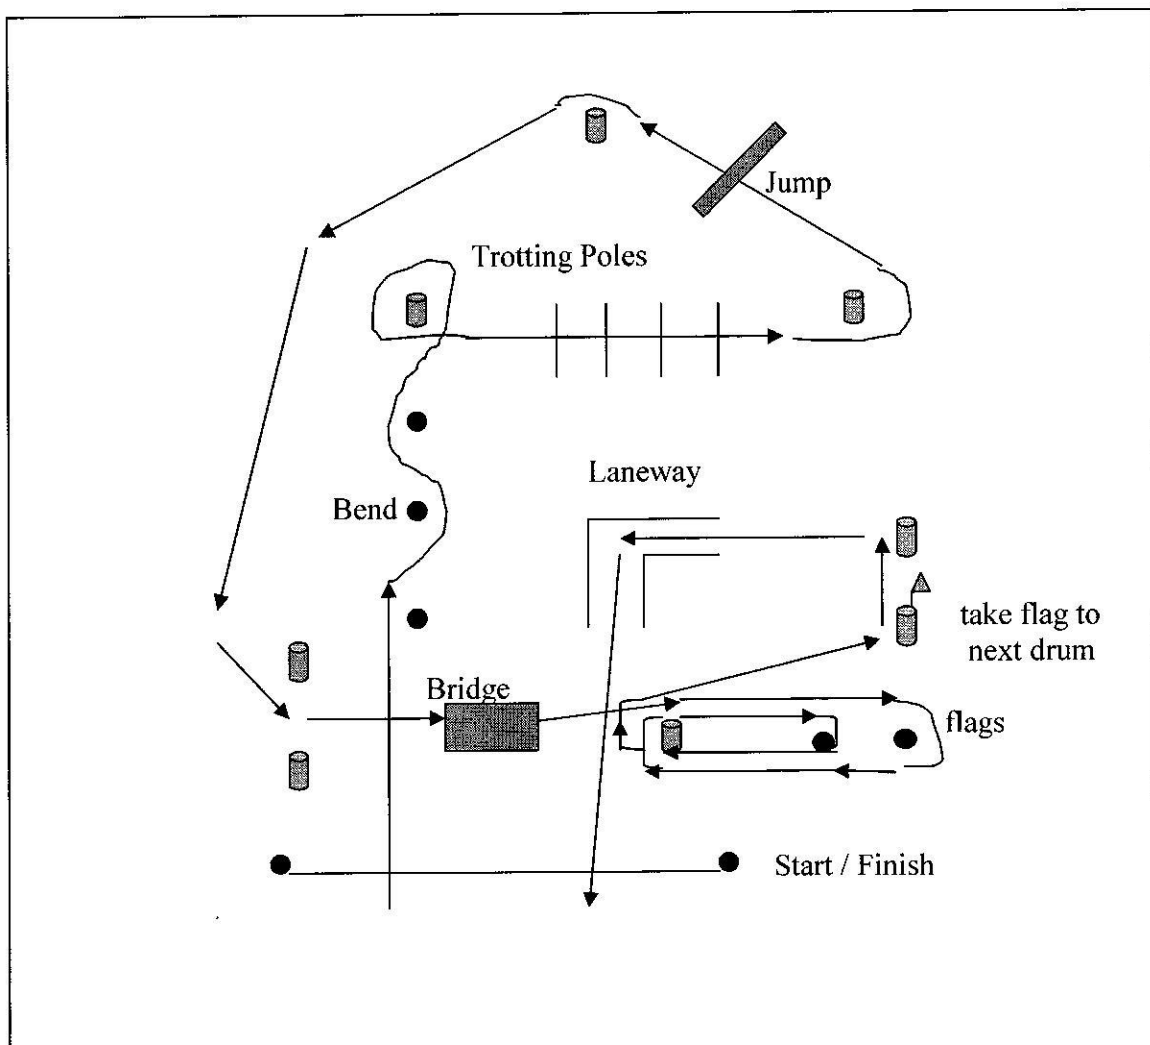 Jump
Trotting Poles
Laneway
Bend
take flag to
next drum
Bridge
flags
Start / Finish